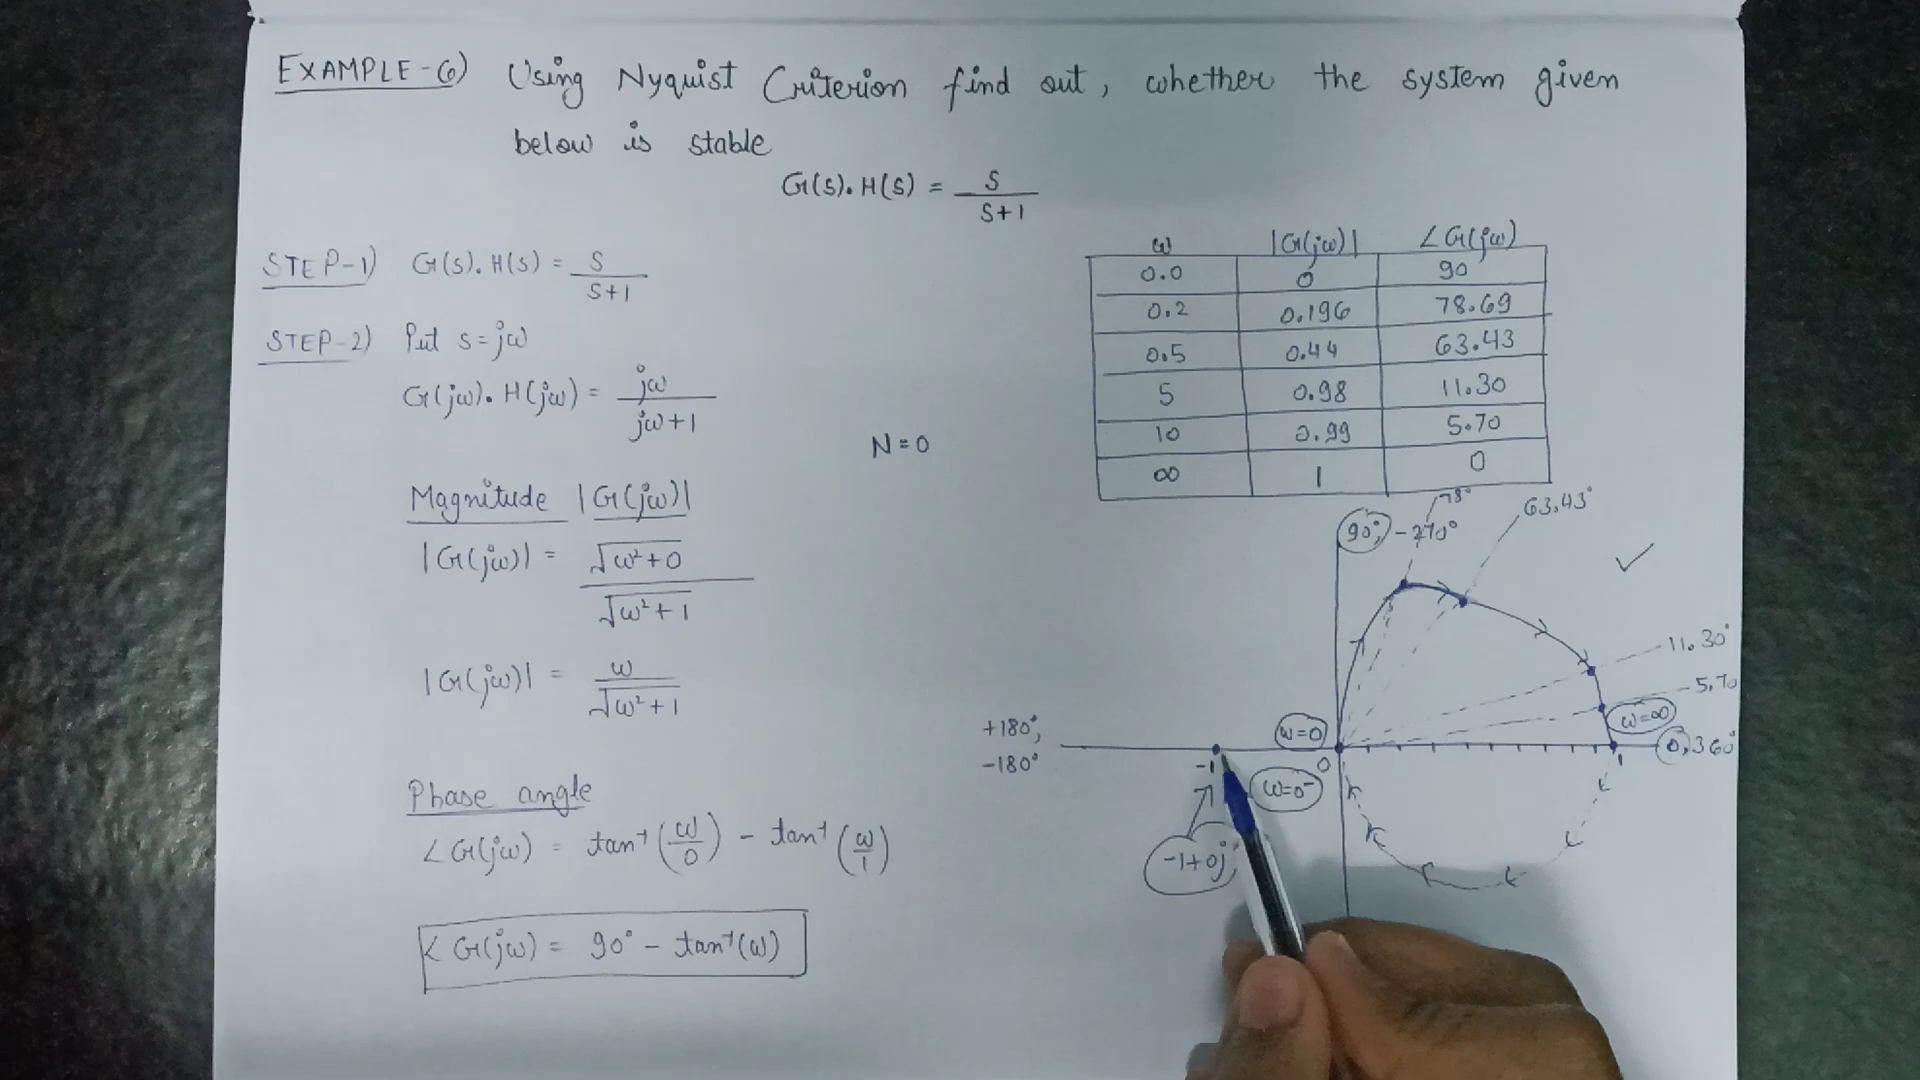 EXAMPLE-6) Using Nyquist Criterion find out, whether the system given
below is stable
G(s).H(s) = s / s+1
STEP-1) G(s).H(s) = s / s+1
STEP-2) Put s=jω
G(jω).H(jω) = jω / jω+1
Magnitude |G(jω)|
|G(jω)| = √ω²+0 / √ω²+1
|G(jω)| = ω / √ω²+1
Phase angle
∠G(jω) = tan⁻¹(ω/0) - tan⁻¹(ω/1)
∠G(jω) = 90° - tan⁻¹(ω)
N=0
ω |G(jω)| ∠G(jω)
0.0 0 90
0.2 0.196 78.69
0.5 0.44 63.43
5 0.98 11.30
10 0.99 5.70
∞ 1 0
78° 63.43°
90°, -270°
11.30°
5.70
ω=∞
+180°, ω=0 0, 360°
-180° -1 0 1
ω=0⁻
-1+0j